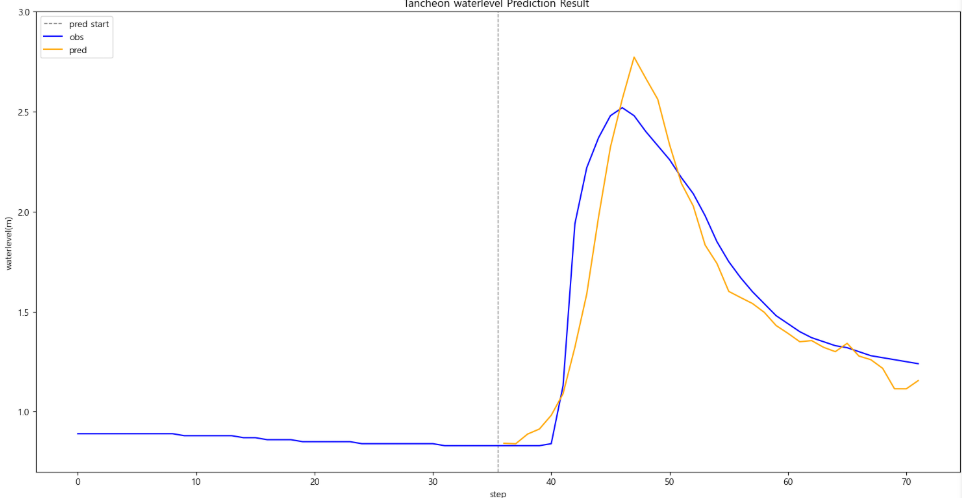 Tancheon waterlevel Prediction Result
pred start
obs
pred
3.0
2.5
2.0
1.5
1.0
waterlevel(m)
0 10 20 30 40 50 60 70
step